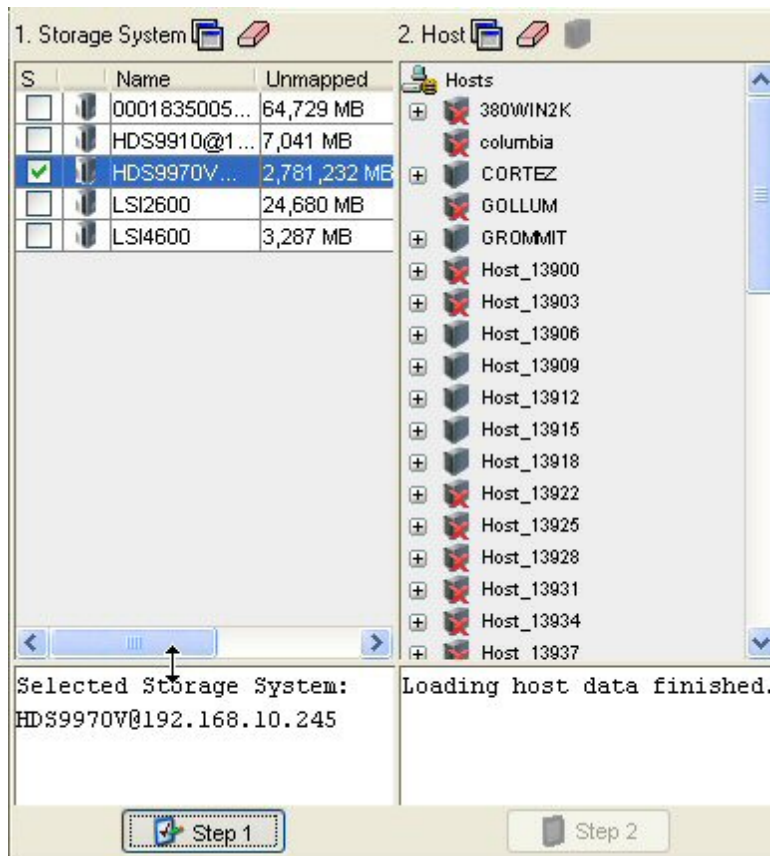 1. Storage System
S Name Unmapped
0001835005... 64,729 MB
HDS9910@1... 7,041 MB
HDS9970V... 2,781,232 MB
LSI2600 24,680 MB
LSI4600 3,287 MB
Selected Storage System:
HDS9970V@192.168.10.245
Step 1
2. Host
Hosts
380WIN2K
columbia
CORTEZ
GOLLUM
GROMMIT
Host_13900
Host_13903
Host_13906
Host_13909
Host_13912
Host_13915
Host_13918
Host_13922
Host_13925
Host_13928
Host_13931
Host_13934
Host_13937
Loading host data finished.
Step 2